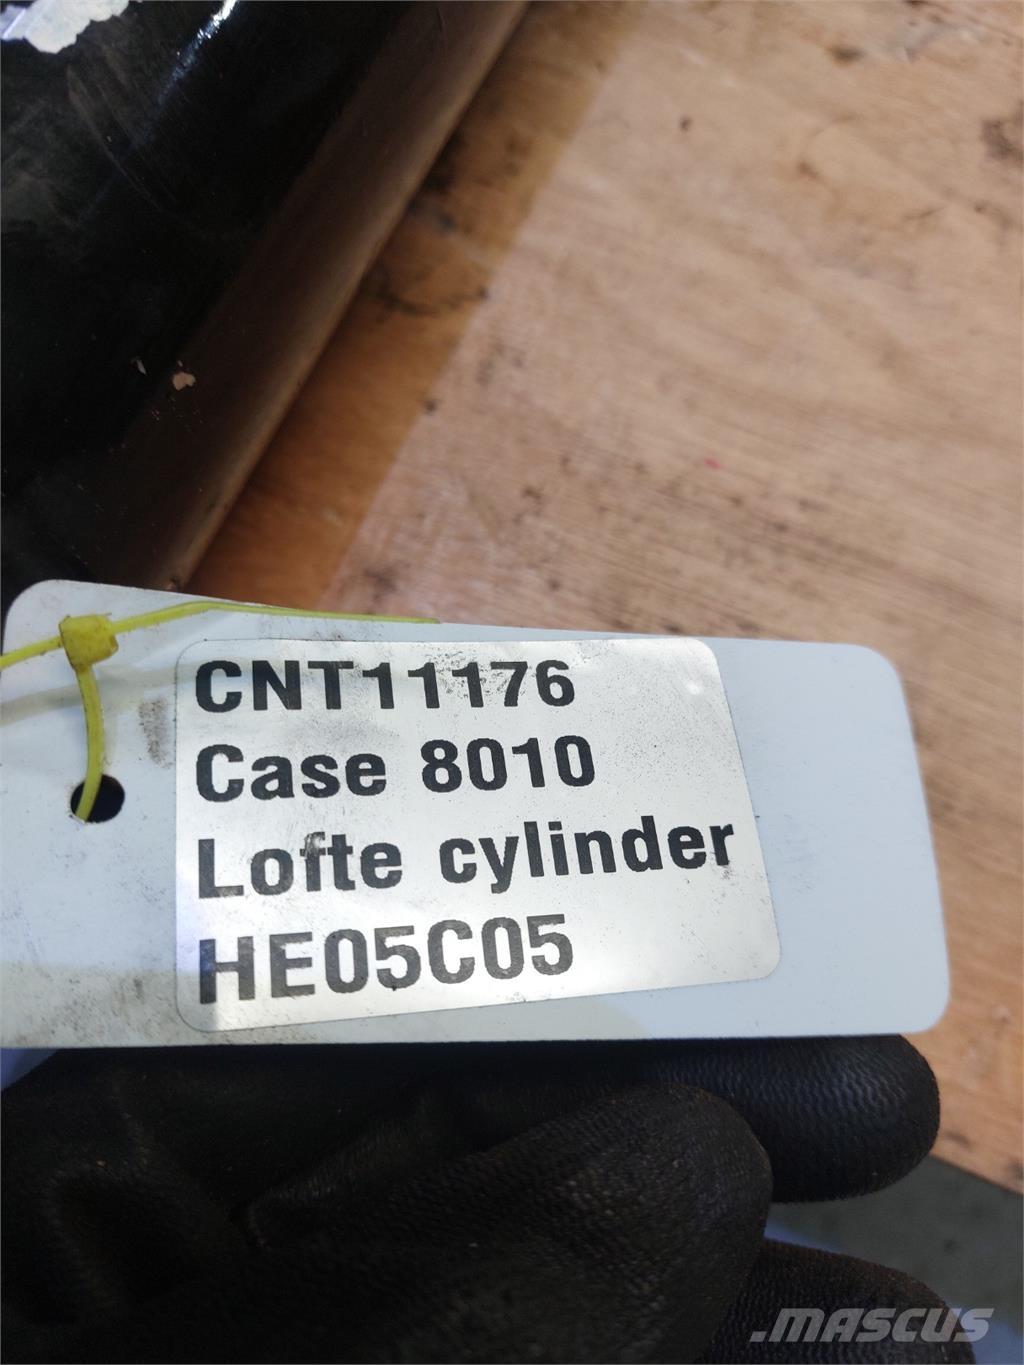 CNT11176
Case 8010
Lofte cylinder
HE05C05
.MASCUS